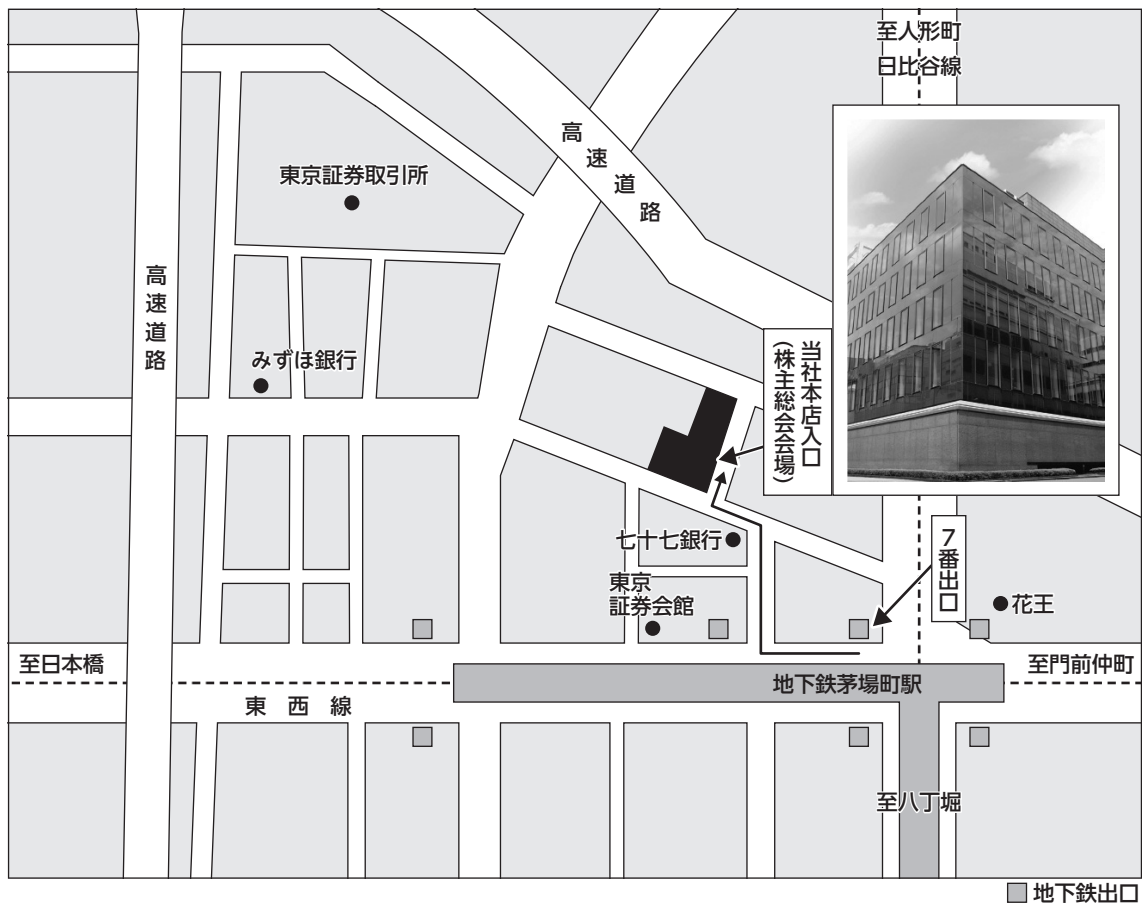 至人形町
日比谷線
高速道路
東京証券取引所
高速道路
みずほ銀行
当社本店入口
(株主総会会場)
七十七銀行
7番出口
東京
証券会館
花王
至日本橋
至門前仲町
地下鉄茅場町駅
東西線
至八丁堀
地下鉄出口